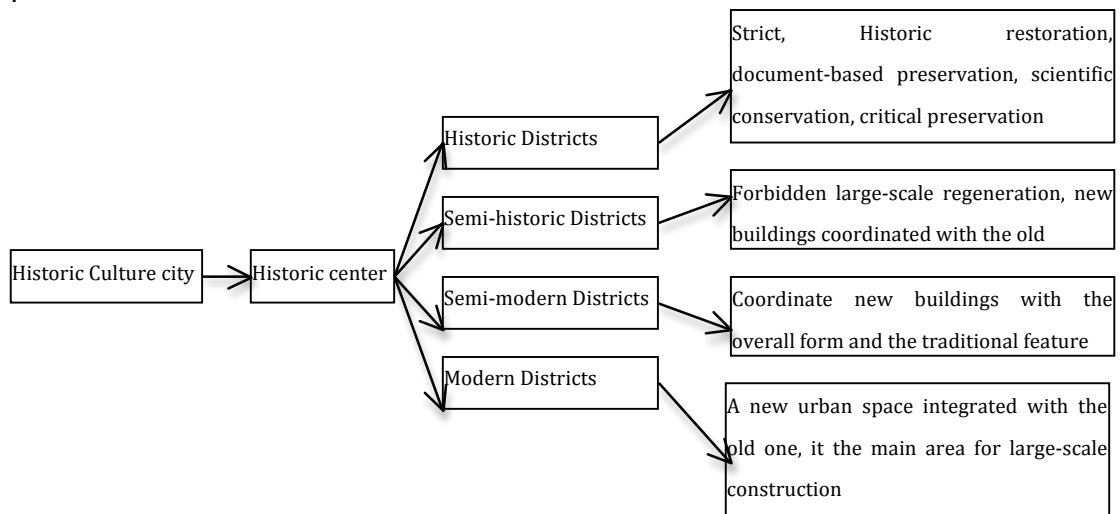 Strict, Historic restoration,
document-based preservation, scientific
conservation, critical preservation
Historic Districts
Forbidden large-scale regeneration, new
buildings coordinated with the old
Semi-historic Districts
Historic Culture city
Historic center
Semi-modern Districts
Coordinate new buildings with the
overall form and the traditional feature
Modern Districts
A new urban space integrated with the
old one, it the main area for large-scale
construction